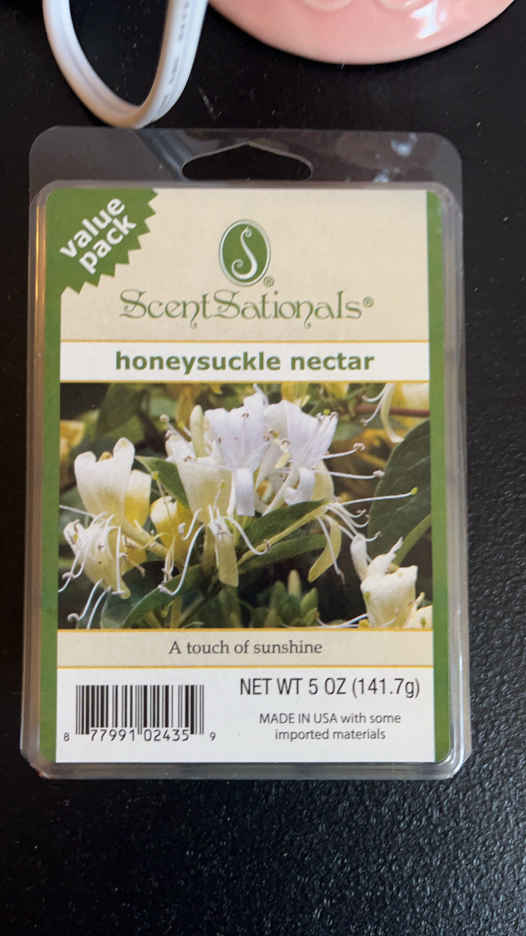 value
pack
ScentSationals®
honeysuckle nectar
A touch of sunshine
NET WT 5 OZ (141.7g)
MADE IN USA with some
imported materials
8 77991 02435 9